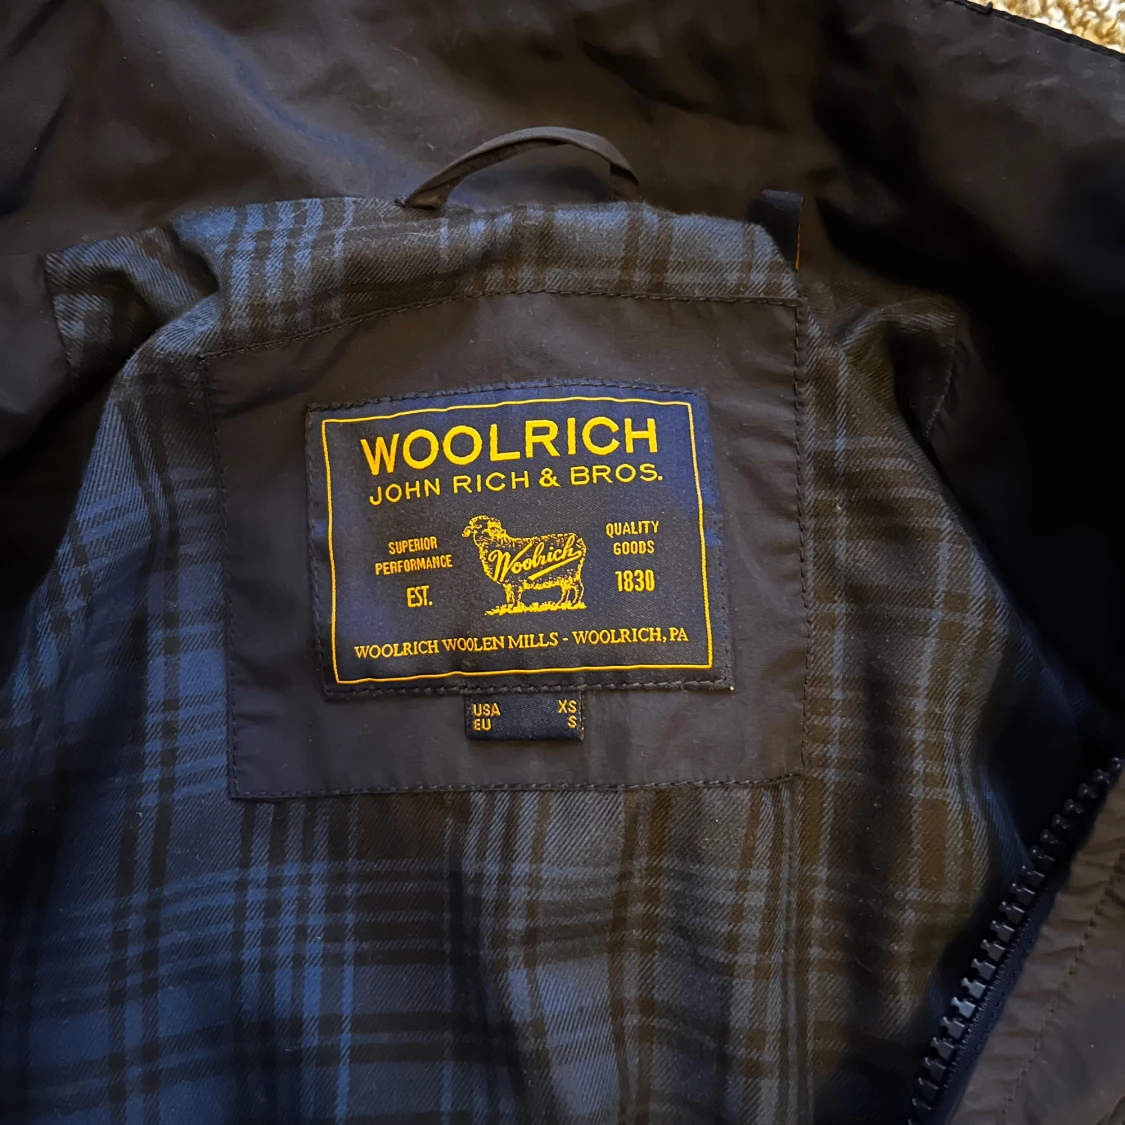 WOOLRICH
JOHN RICH & BROS.
SUPERIOR
PERFORMANCE
EST.
Woolrich
QUALITY
GOODS
1830
WOOLRICH WOOLEN MILLS - WOOLRICH, PA
USA XS
EU S